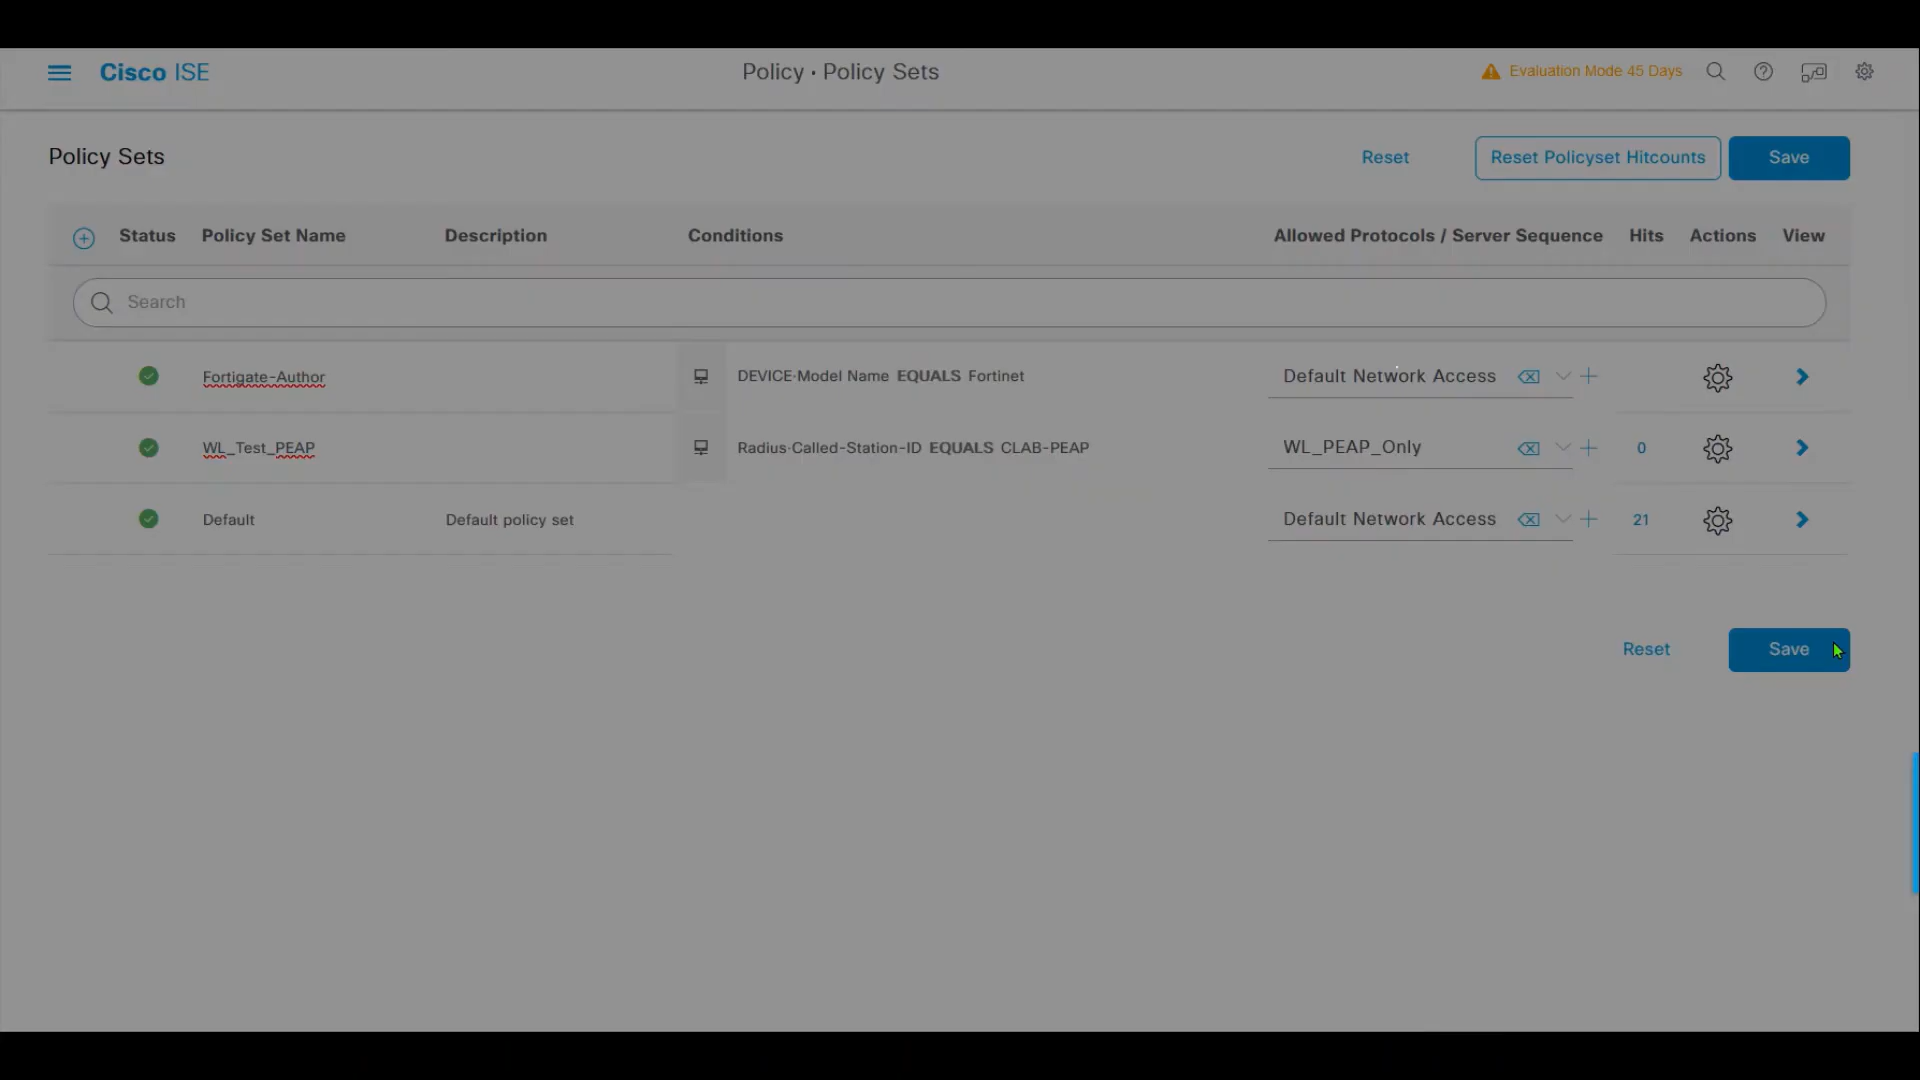 Cisco ISE
Policy · Policy Sets
Evaluation Mode 45 Days
Policy Sets
Reset
Reset Policyset Hitcounts
Save
Status
Policy Set Name
Description
Conditions
Allowed Protocols / Server Sequence
Hits
Actions
View
Search
Fortigate-Author
DEVICE·Model Name EQUALS Fortinet
Default Network Access
WL_Test_PEAP
Radius·Called-Station-ID EQUALS CLAB-PEAP
WL_PEAP_Only
0
Default
Default policy set
Default Network Access
21
Reset
Save